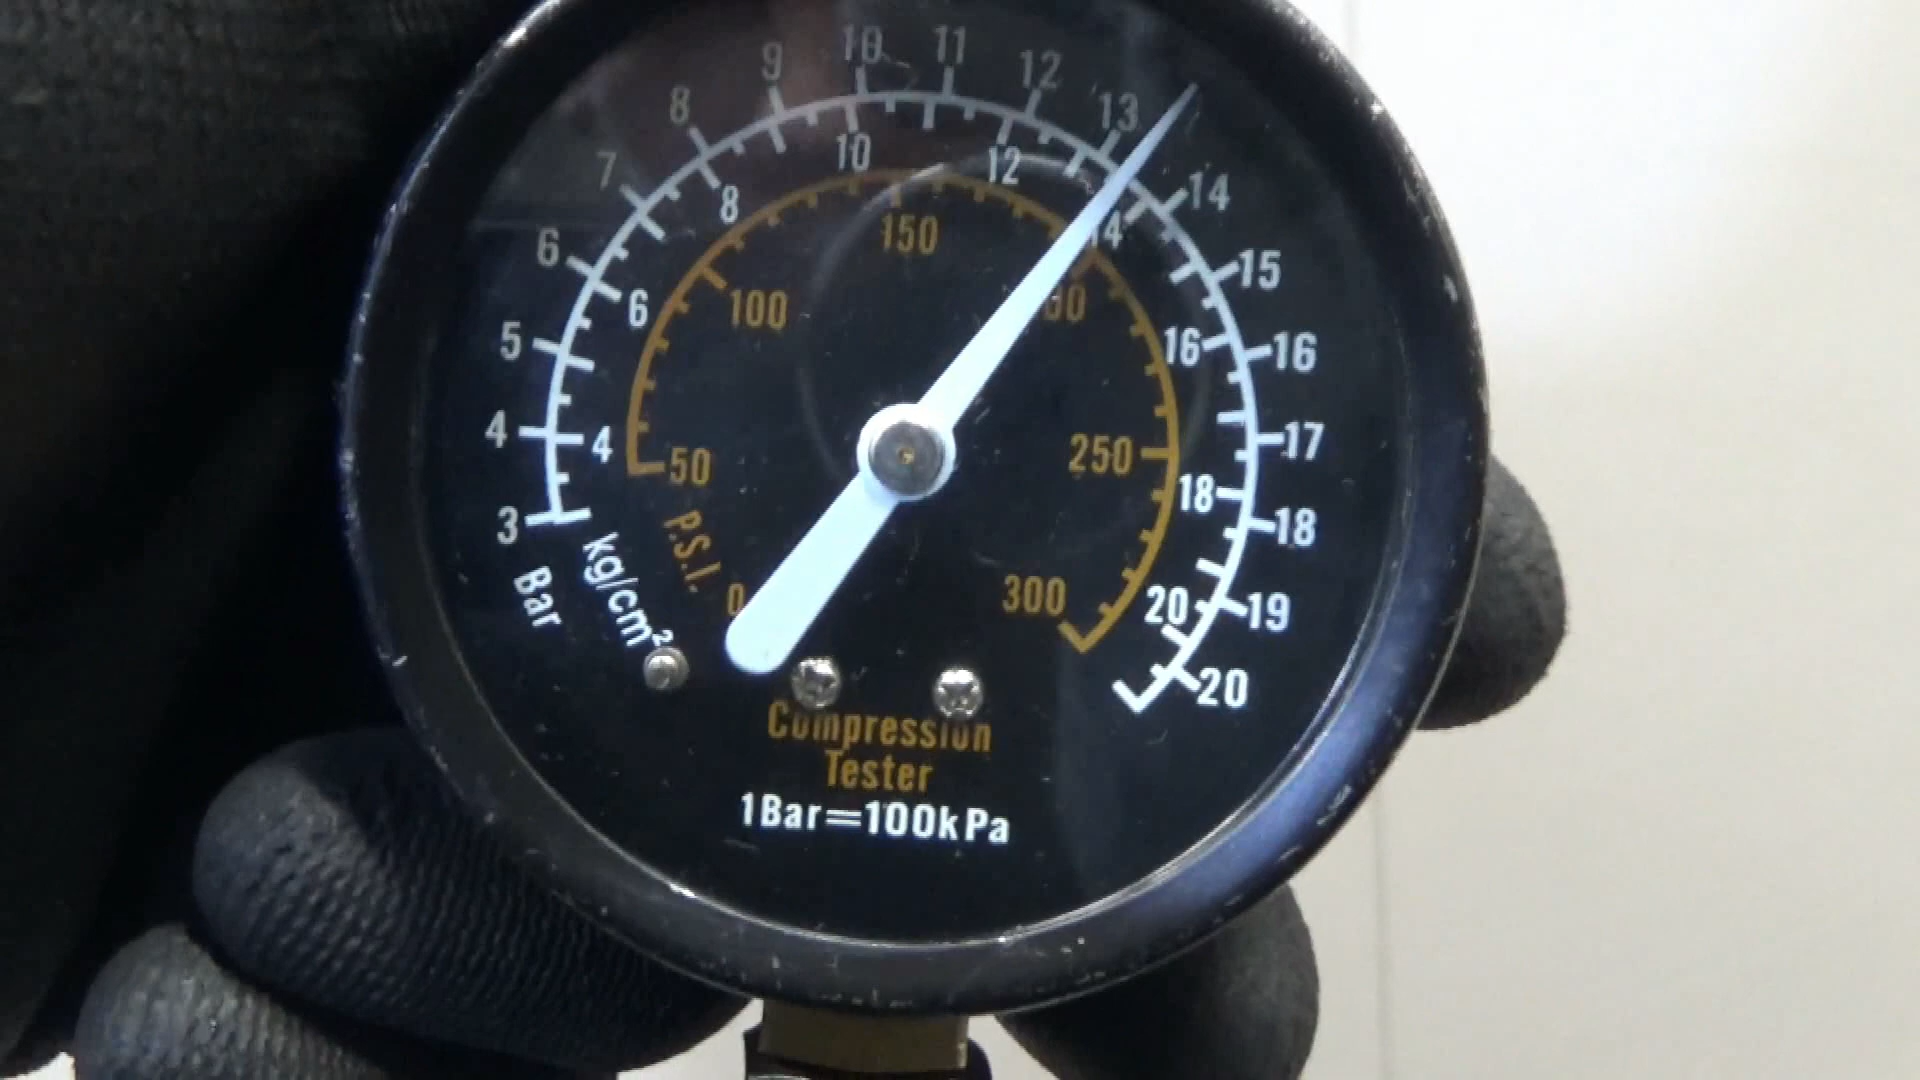 3 4 5 6 7 8 9 10 11 12 13 14 15 16 17 18 19 20
Bar
4 6 8 10 12 14 16 18 20
kg/cm²
0 50 100 150 250 300
P.S.I.
Compression
Tester
1Bar=100kPa